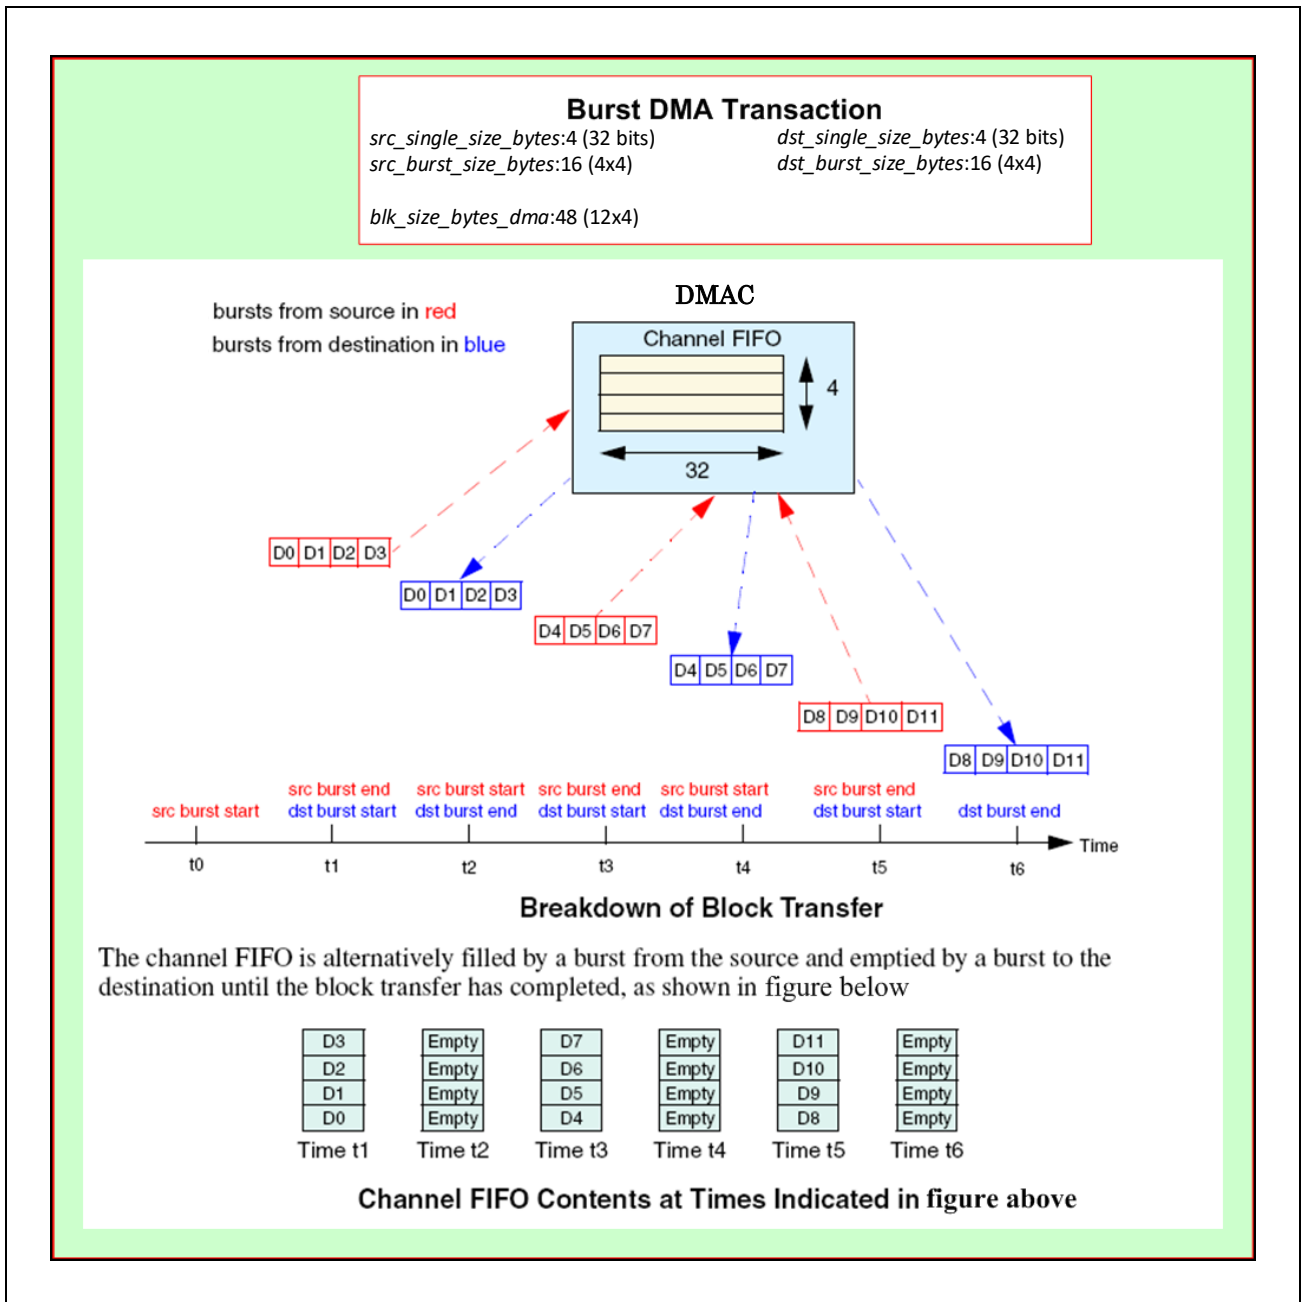 Burst DMA Transaction
src_single_size_bytes:4 (32 bits) dst_single_size_bytes:4 (32 bits)
src_burst_size_bytes:16 (4x4) dst_burst_size_bytes:16 (4x4)
blk_size_bytes_dma:48 (12x4)
DMAC
bursts from source in red
bursts from destination in blue
Channel FIFO
4
32
D0 D1 D2 D3
D0 D1 D2 D3
D4 D5 D6 D7
D4 D5 D6 D7
D8 D9 D10 D11
D8 D9 D10 D11
src burst end src burst start src burst end src burst start src burst end
src burst start dst burst start dst burst end dst burst start dst burst end dst burst start dst burst end
Time
t0 t1 t2 t3 t4 t5 t6
Breakdown of Block Transfer
The channel FIFO is alternatively filled by a burst from the source and emptied by a burst to the
destination until the block transfer has completed, as shown in figure below
D3 Empty D7 Empty D11 Empty
D2 Empty D6 Empty D10 Empty
D1 Empty D5 Empty D9 Empty
D0 Empty D4 Empty D8 Empty
Time t1 Time t2 Time t3 Time t4 Time t5 Time t6
Channel FIFO Contents at Times Indicated in figure above